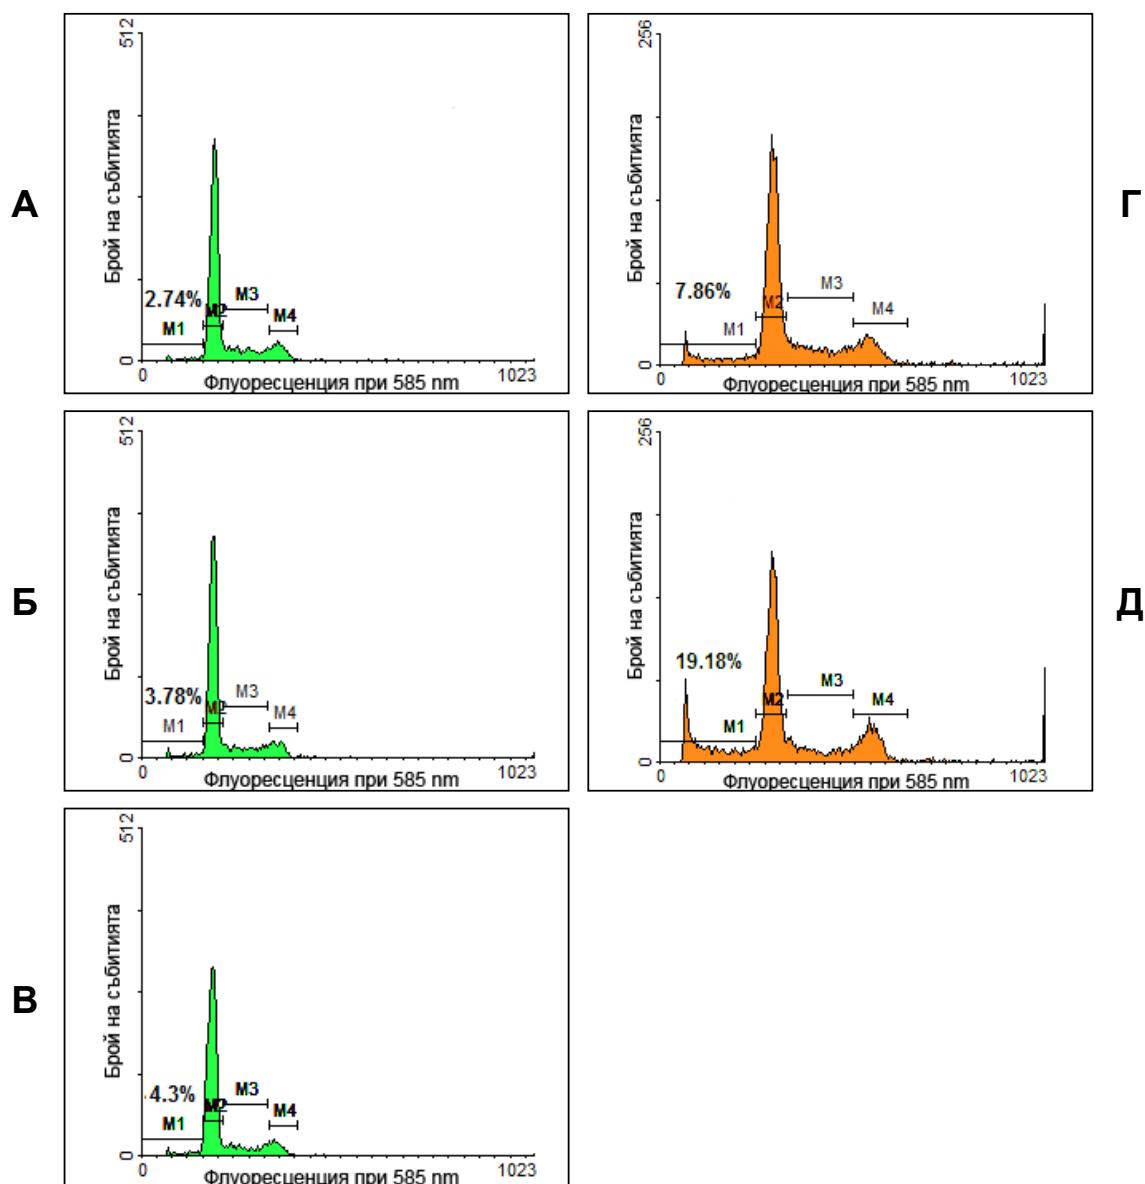 А
512
Брой на събитията
2.74%
M3
M2
M4
M1
0
0
1023
Флуоресценция при 585 nm
Г
256
Брой на събитията
7.86%
M3
M2
M4
M1
0
0
1023
Флуоресценция при 585 nm
Б
512
Брой на събитията
3.78%
M3
M2
M4
M1
0
0
1023
Флуоресценция при 585 nm
Д
256
Брой на събитията
19.18%
M3
M2
M4
M1
0
0
1023
Флуоресценция при 585 nm
В
512
Брой на събитията
4.3%
M3
M2
M4
M1
0
0
1023
Флуоресценция при 585 nm